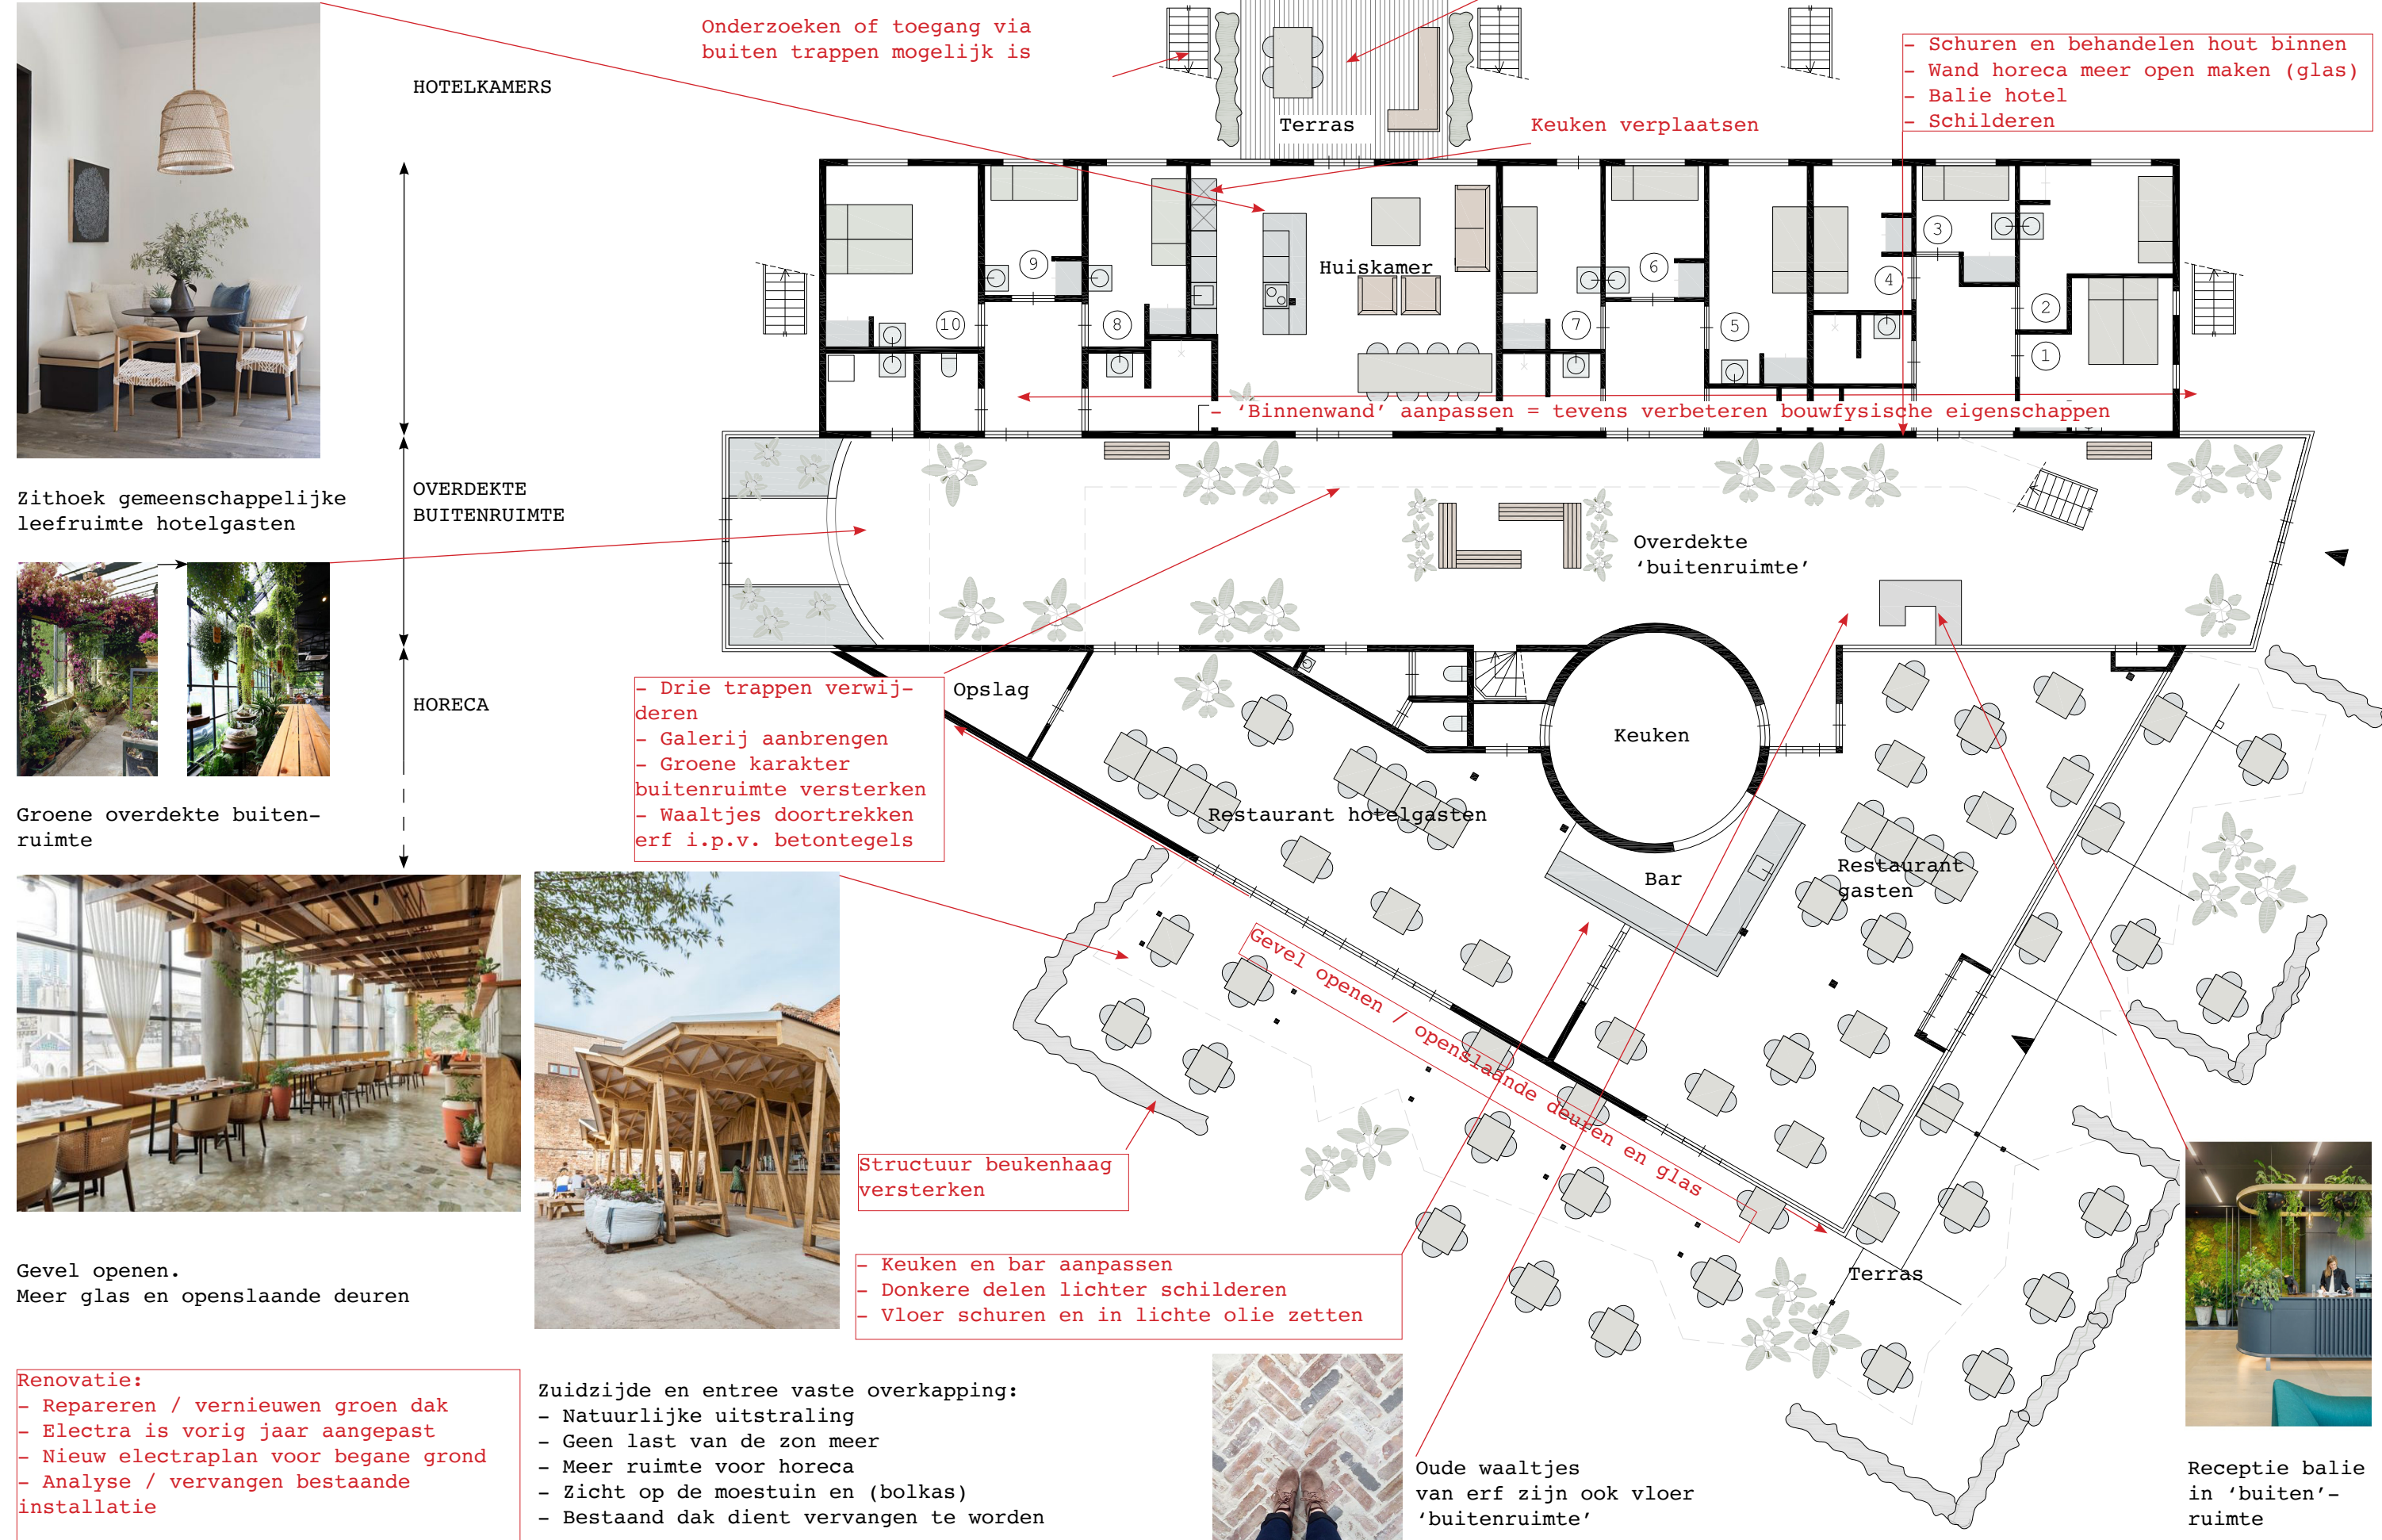 Onderzoeken of toegang via
buiten trappen mogelijk is
HOTELKAMERS
Terras
Keuken verplaatsen
- Schuren en behandelen hout binnen
- Wand horeca meer open maken (glas)
- Balie hotel
- Schilderen
Huiskamer
10
9
8
7
6
5
4
3
2
1
- ‘Binnenwand’ aanpassen = tevens verbeteren bouwfysische eigenschappen
Zithoek gemeenschappelijke
leefruimte hotelgasten
OVERDEKTE
BUITENRUIMTE
Overdekte
‘buitenruimte’
Groene overdekte buiten-
ruimte
HORECA
- Drie trappen verwij-
deren
- Galerij aanbrengen
- Groene karakter
buitenruimte versterken
- Waaltjes doortrekken
erf i.p.v. betontegels
Opslag
Keuken
Restaurant hotelgasten
Bar
Restaurant
gasten
Gevel openen / openslaande deuren en glas
Structuur beukenhaag
versterken
Gevel openen.
Meer glas en openslaande deuren
- Keuken en bar aanpassen
- Donkere delen lichter schilderen
- Vloer schuren en in lichte olie zetten
Terras
Renovatie:
- Repareren / vernieuwen groen dak
- Electra is vorig jaar aangepast
- Nieuw electraplan voor begane grond
- Analyse / vervangen bestaande
installatie
Zuidzijde en entree vaste overkapping:
- Natuurlijke uitstraling
- Geen last van de zon meer
- Meer ruimte voor horeca
- Zicht op de moestuin en (bolkas)
- Bestaand dak dient vervangen te worden
Oude waaltjes
van erf zijn ook vloer
‘buitenruimte’
Receptie balie
in ‘buiten’-
ruimte